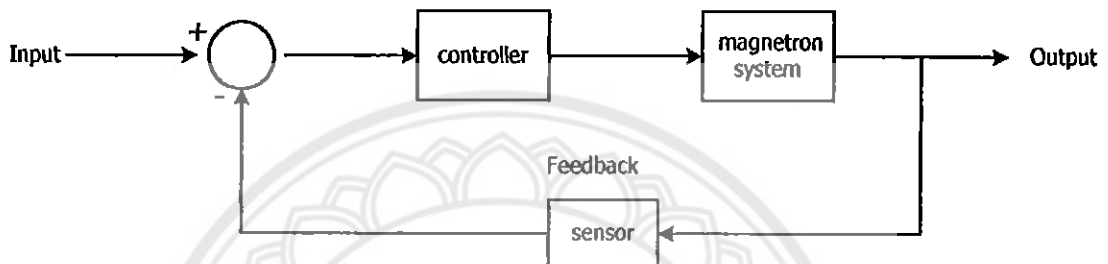 Input
+
-
controller
magnetron
system
Output
Feedback
sensor